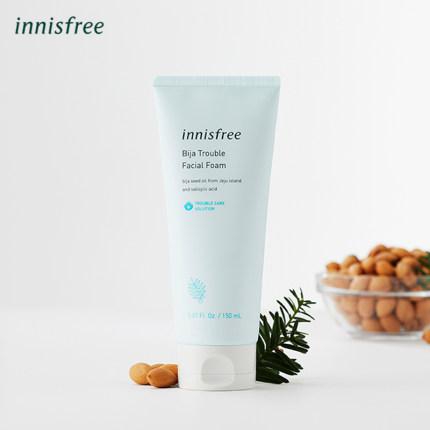 innisfree
innisfree
Bija Trouble
Facial Foam
bija seed oil from Jeju island
and salicylic acid
TROUBLE CARE
SOLUTION
5.07 Fl. Oz / 150 mL